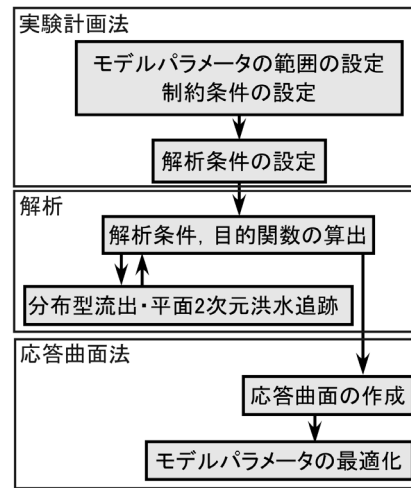 実験計画法
モデルパラメータの範囲の設定
制約条件の設定
解析条件の設定
解析
解析条件, 目的関数の算出
分布型流出・平面2次元洪水追跡
応答曲面法
応答曲面の作成
モデルパラメータの最適化